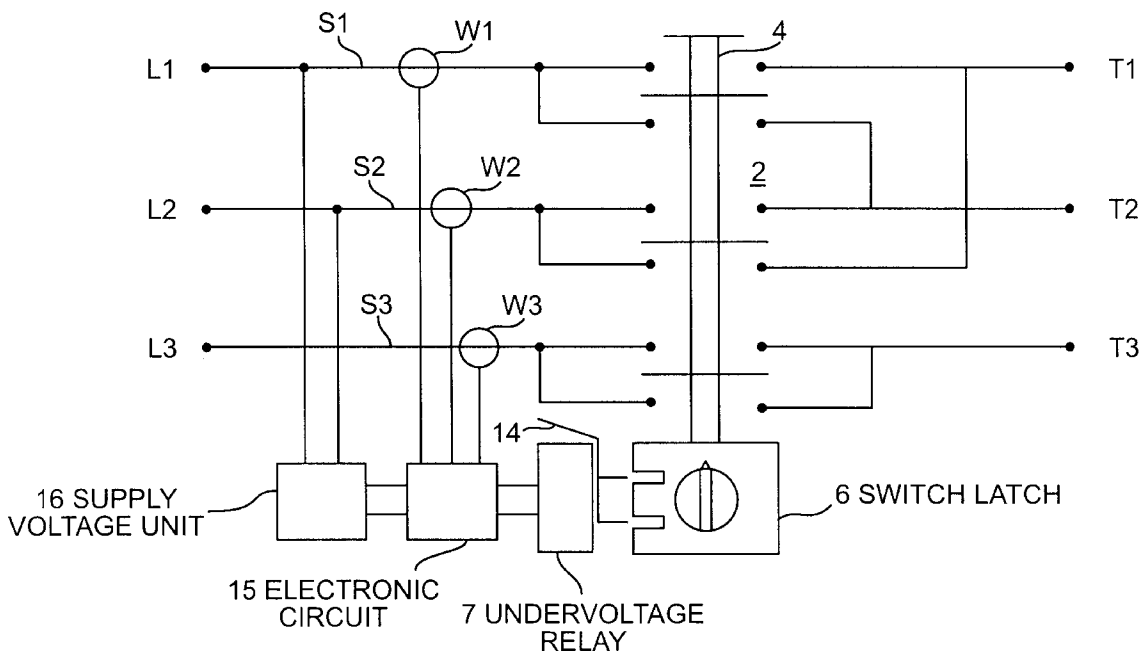 S1
W1
4
L1
T1
S2
W2
2
L2
T2
S3
W3
L3
T3
14
16 SUPPLY
VOLTAGE UNIT
6 SWITCH LATCH
15 ELECTRONIC
CIRCUIT
7 UNDERVOLTAGE
RELAY